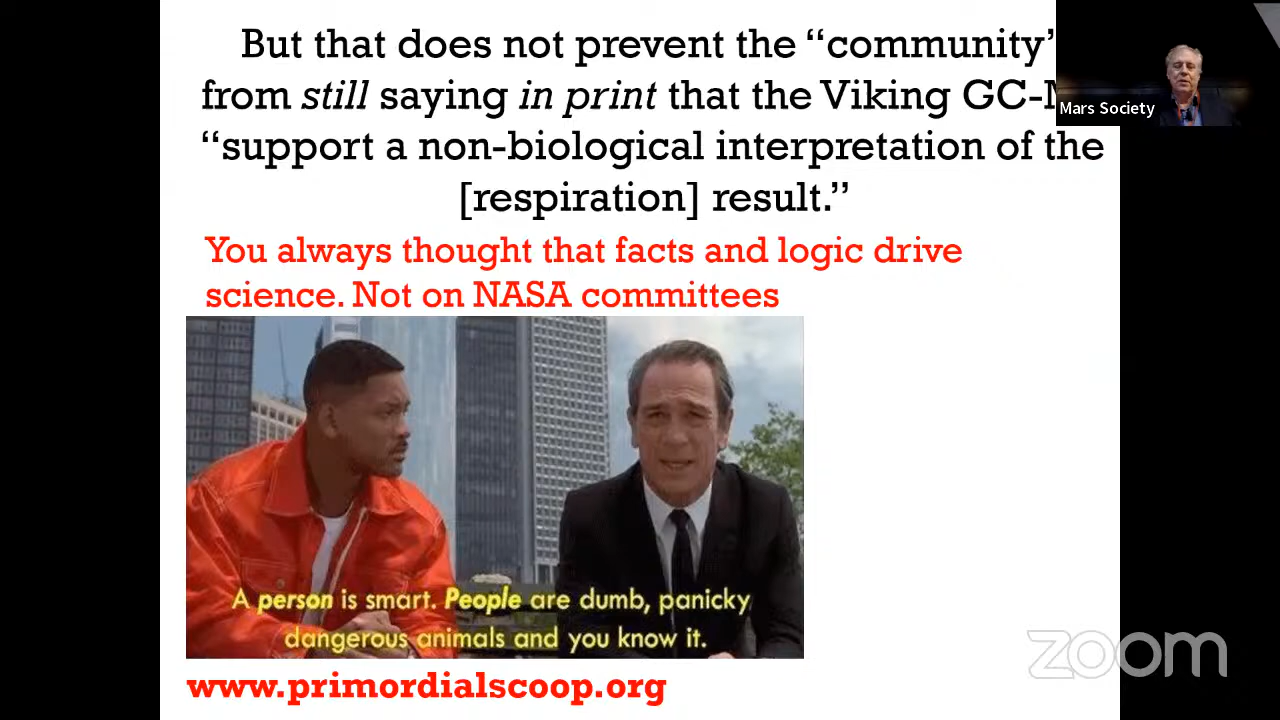 But that does not prevent the “community”
from still saying in print that the Viking GC-
“support a non-biological interpretation of the
[respiration] result.”
You always thought that facts and logic drive
science. Not on NASA committees
A person is smart. People are dumb, panicky
dangerous animals and you know it.
www.primordialscoop.org
Mars Society
zoom